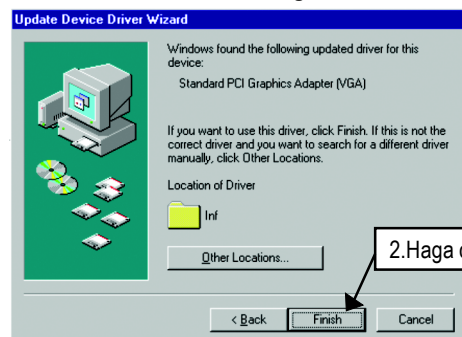 Update Device Driver Wizard
Windows found the following updated driver for this
device:
Standard PCI Graphics Adapter (VGA)
If you want to use this driver, click Finish. If this is not the
correct driver and you want to search for a different driver
manually, click Other Locations.
Location of Driver
Inf
Other Locations...
2.Haga
< Back
Finish
Cancel